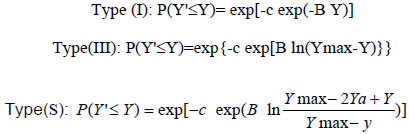 Type (I): P(Y'≤Y)= exp[-c exp(-B Y)]
Type(III): P(Y'≤Y)=exp{-c exp[B ln(Ymax-Y)}}
Type(S): P(Y'≤ Y) = exp[−c exp(B ln (Y max− 2Ya + Y)/(Y max− y))]